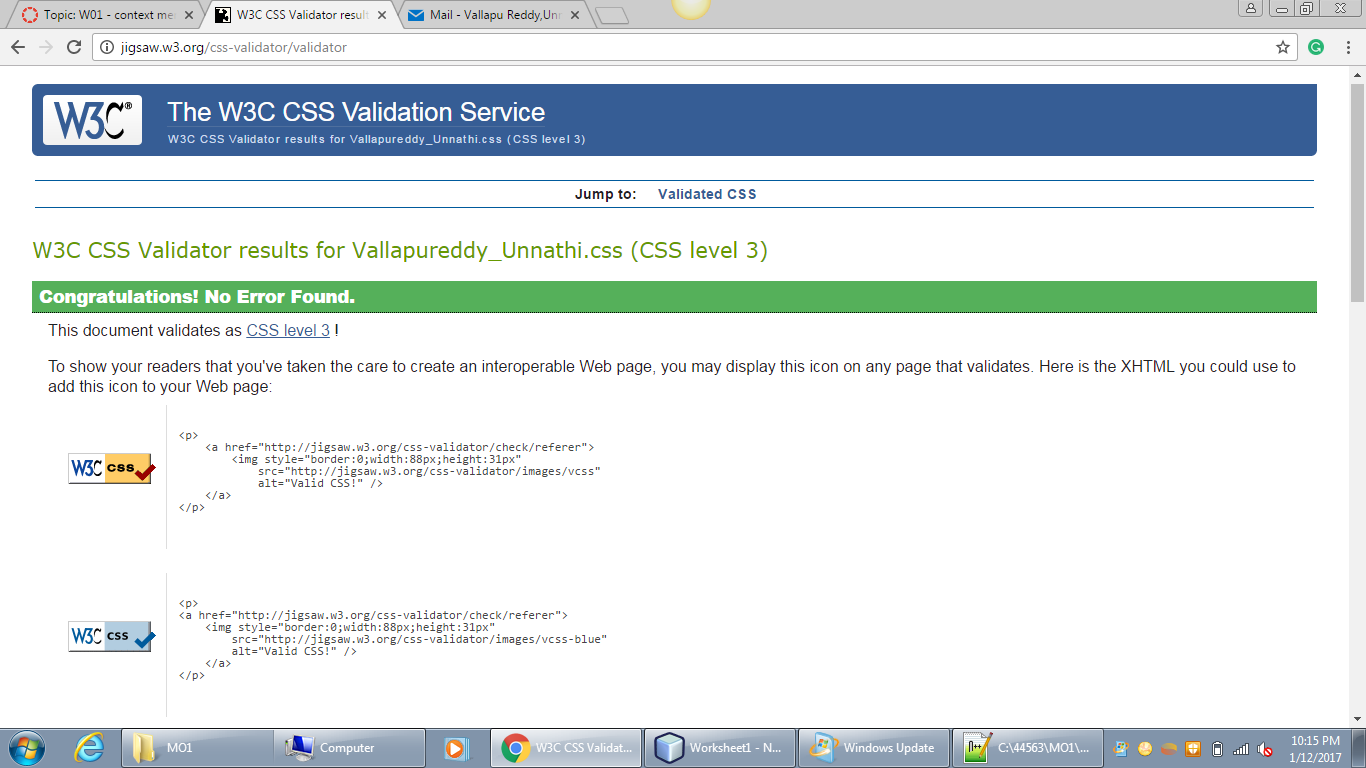 Topic: W01 - context me
W3C CSS Validator result
Mail - Vallapu Reddy,Unn
jigsaw.w3.org/css-validator/validator
W3C®
The W3C CSS Validation Service
W3C CSS Validator results for Vallapureddy_Unnathi.css (CSS level 3)
Jump to: Validated CSS
W3C CSS Validator results for Vallapureddy_Unnathi.css (CSS level 3)
Congratulations! No Error Found.
This document validates as CSS level 3 !
To show your readers that you've taken the care to create an interoperable Web page, you may display this icon on any page that validates. Here is the XHTML you could use to
add this icon to your Web page:
W3C css
<p>
    <a href="http://jigsaw.w3.org/css-validator/check/referer">
        <img style="border:0;width:88px;height:31px"
            src="http://jigsaw.w3.org/css-validator/images/vcss"
            alt="Valid CSS!" />
    </a>
</p>
W3C css
<p>
<a href="http://jigsaw.w3.org/css-validator/check/referer">
    <img style="border:0;width:88px;height:31px"
        src="http://jigsaw.w3.org/css-validator/images/vcss-blue"
        alt="Valid CSS!" />
    </a>
</p>
MO1
Computer
W3C CSS Validat...
Worksheet1 - N...
Windows Update
C:\44563\MO1\...
10:15 PM
1/12/2017